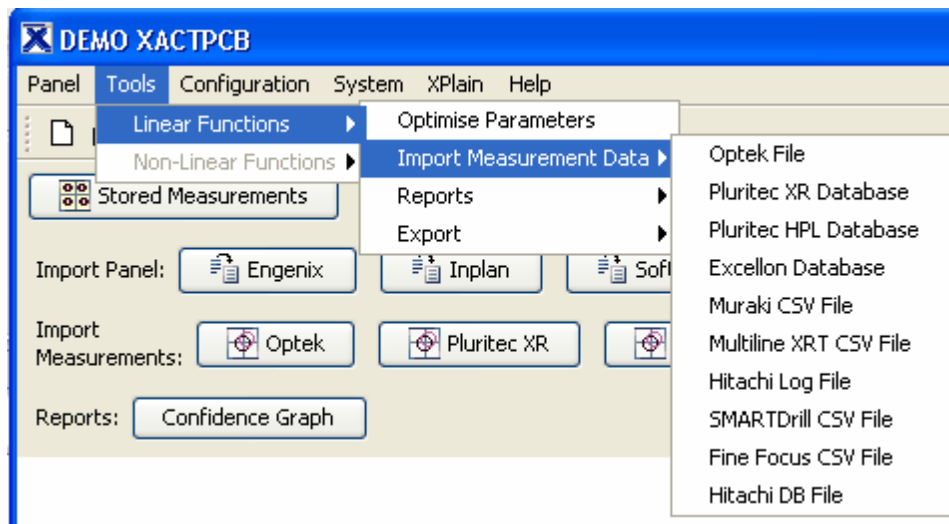 DEMO XACTPCB
Panel Tools Configuration System XPlain Help
Linear Functions
Non-Linear Functions
Optimise Parameters
Import Measurement Data
Reports
Export
Optek File
Pluritec XR Database
Pluritec HPL Database
Excellon Database
Muraki CSV File
Multiline XRT CSV File
Hitachi Log File
SMARTDrill CSV File
Fine Focus CSV File
Hitachi DB File
Stored Measurements
Import Panel: Engenix Inplan
Import
Measurements: Optek Pluritec XR
Reports: Confidence Graph